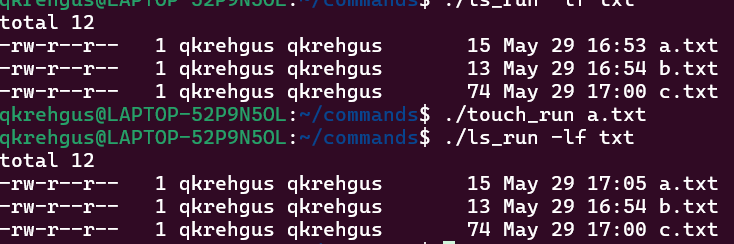 qkrehgus@LAPTOP-52P9N5OL:~/commands$ ./ls_run -lf txt
total 12
-rw-r--r-- 1 qkrehgus qkrehgus 15 May 29 16:53 a.txt
-rw-r--r-- 1 qkrehgus qkrehgus 13 May 29 16:54 b.txt
-rw-r--r-- 1 qkrehgus qkrehgus 74 May 29 17:00 c.txt
qkrehgus@LAPTOP-52P9N5OL:~/commands$ ./touch_run a.txt
qkrehgus@LAPTOP-52P9N5OL:~/commands$ ./ls_run -lf txt
total 12
-rw-r--r-- 1 qkrehgus qkrehgus 15 May 29 17:05 a.txt
-rw-r--r-- 1 qkrehgus qkrehgus 13 May 29 16:54 b.txt
-rw-r--r-- 1 qkrehgus qkrehgus 74 May 29 17:00 c.txt